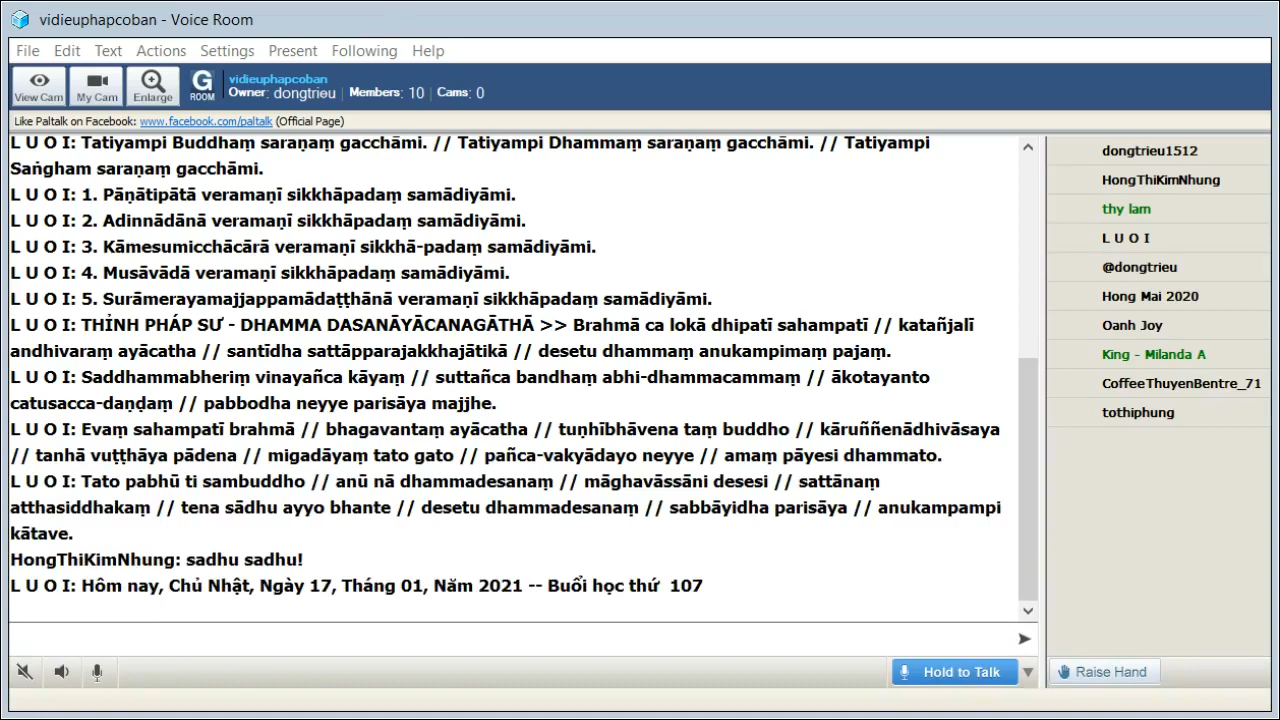 vidieuphapcoban - Voice Room
File Edit Text Actions Settings Present Following Help
View Cam My Cam Enlarge G ROOM
vidieuphapcoban
Owner: dongtrieu | Members: 10 | Cams: 0
Like Paltalk on Facebook: www.facebook.com/paltalk (Official Page)
L U O I: Tatiyampi Buddhaṃ saraṇaṃ gacchāmi. // Tatiyampi Dhammaṃ saraṇaṃ gacchāmi. // Tatiyampi
Saṅgham saraṇaṃ gacchāmi.
L U O I: 1. Pāṇātipātā veramaṇī sikkhāpadaṃ samādiyāmi.
L U O I: 2. Adinnādānā veramaṇī sikkhāpadaṃ samādiyāmi.
L U O I: 3. Kāmesumicchācārā veramaṇī sikkhā-padaṃ samādiyāmi.
L U O I: 4. Musāvādā veramaṇī sikkhāpadaṃ samādiyāmi.
L U O I: 5. Surāmerayamajjappamādaṭṭhānā veramaṇī sikkhāpadaṃ samādiyāmi.
L U O I: THỈNH PHÁP SƯ - DHAMMA DASANĀYĀCANAGĀTHĀ >> Brahmā ca lokā dhipatī sahampatī // katañjalī
andhivaraṃ ayācatha // santīdha sattāpparajakkhajātikā // desetu dhammaṃ anukampimaṃ pajaṃ.
L U O I: Saddhammabheriṃ vinayañca kāyaṃ // suttañca bandhaṃ abhi-dhammacammaṃ // ākotayanto
catusacca-daṇḍaṃ // pabbodha neyye parisāya majjhe.
L U O I: Evaṃ sahampatī brahmā // bhagavantaṃ ayācatha // tuṇhībhāvena taṃ buddho // kāruññenādhivāsaya
// tanhā vuṭṭhāya pādena // migadāyaṃ tato gato // pañca-vakyādayo neyye // amaṃ pāyesi dhammato.
L U O I: Tato pabhū ti sambuddho // anū nā dhammadesanaṃ // māghavāssāni desesi // sattānaṃ
atthasiddhakaṃ // tena sādhu ayyo bhante // desetu dhammadesanaṃ // sabbāyidha parisāya // anukampampi
kātave.
HongThiKimNhung: sadhu sadhu!
L U O I: Hôm nay, Chủ Nhật, Ngày 17, Tháng 01, Năm 2021 -- Buổi học thứ 107
dongtrieu1512
HongThiKimNhung
thy lam
L U O I
@dongtrieu
Hong Mai 2020
Oanh Joy
King - Milanda A
CoffeeThuyenBentre_71
tothiphung
Hold to Talk
Raise Hand